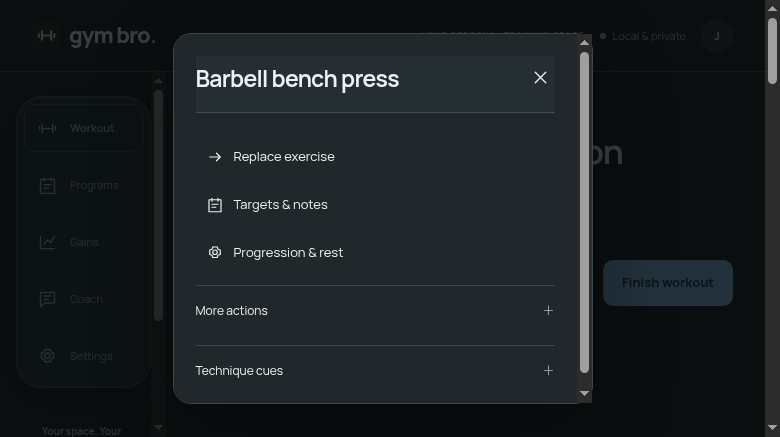 gym bro.
Local & private
J
Barbell bench press
Workout
on
Replace exercise
Programs
Targets & notes
Gains
Progression & rest
Finish workout
Coach
More actions
Settings
Technique cues
Your space. Your